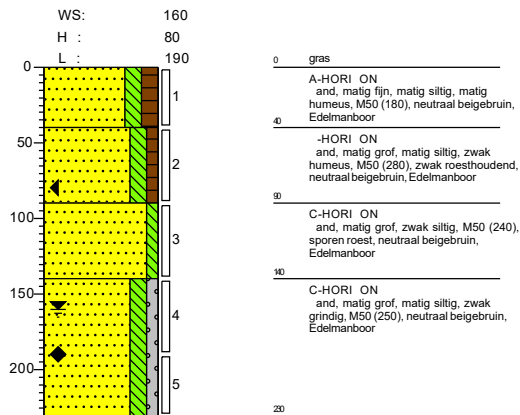 WS: 160
H : 80
L : 190
0
50
100
150
200
1
2
3
4
5
0 gras
A-HORI ON
and, matig fijn, matig siltig, matig
humeus, M50 (180), neutraal beigebruin,
Edelmanboor
40
-HORI ON
and, matig grof, matig siltig, zwak
humeus, M50 (280), zwak roesthoudend,
neutraal beigebruin, Edelmanboor
90
C-HORI ON
and, matig grof, zwak siltig, M50 (240),
sporen roest, neutraal beigebruin,
Edelmanboor
140
C-HORI ON
and, matig grof, matig siltig, zwak
grindig, M50 (250), neutraal beigebruin,
Edelmanboor
230